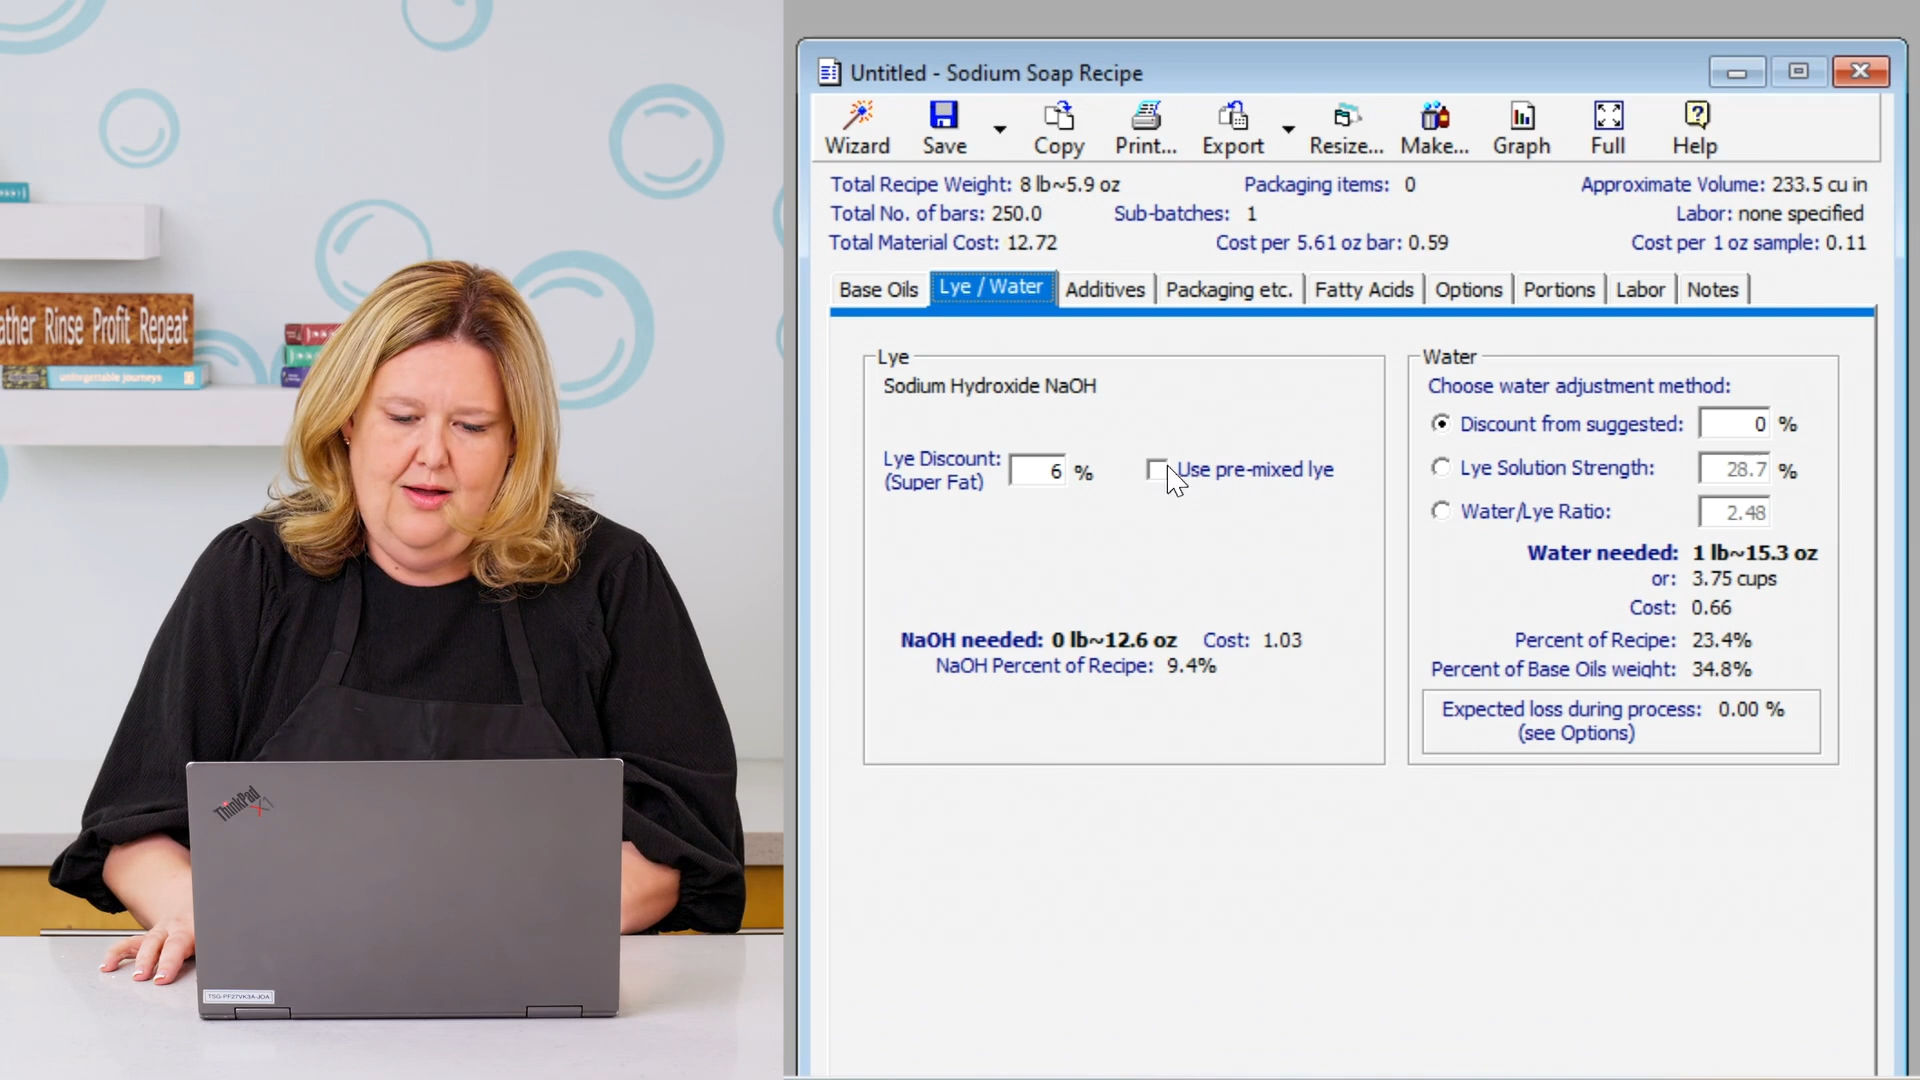 ather Rinse Profit Repeat
unforgettable journeys
ThinkPad
X1
TSG-PF27VK3A-JOA
Untitled - Sodium Soap Recipe
Wizard Save Copy Print... Export Resize... Make... Graph Full Help
Total Recipe Weight: 8 lb~5.9 oz Packaging items: 0 Approximate Volume: 233.5 cu in
Total No. of bars: 250.0 Sub-batches: 1 Labor: none specified
Total Material Cost: 12.72 Cost per 5.61 oz bar: 0.59 Cost per 1 oz sample: 0.11
Base Oils Lye / Water Additives Packaging etc. Fatty Acids Options Portions Labor Notes
Lye
Sodium Hydroxide NaOH
Lye Discount: 6 % Use pre-mixed lye
(Super Fat)
NaOH needed: 0 lb~12.6 oz Cost: 1.03
NaOH Percent of Recipe: 9.4%
Water
Choose water adjustment method:
Discount from suggested: 0 %
Lye Solution Strength: 28.7 %
Water/Lye Ratio: 2.48
Water needed: 1 lb~15.3 oz
or: 3.75 cups
Cost: 0.66
Percent of Recipe: 23.4%
Percent of Base Oils weight: 34.8%
Expected loss during process: 0.00 %
(see Options)